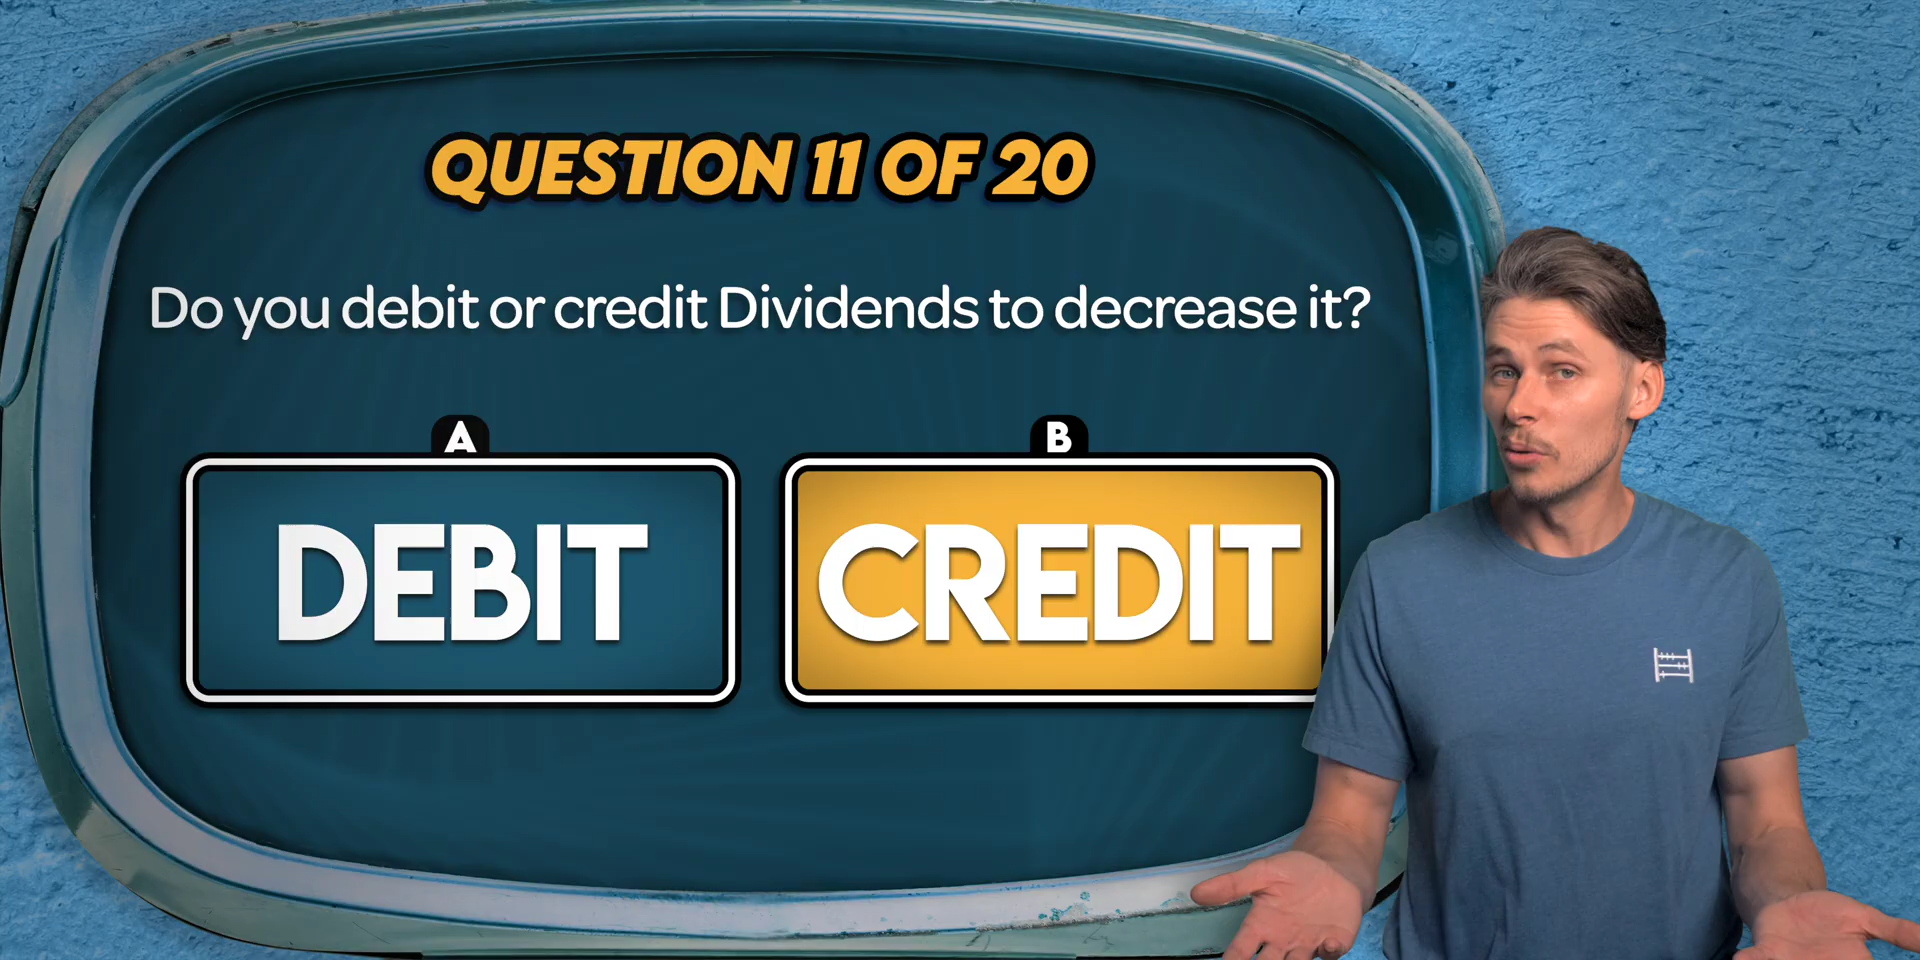 QUESTION 11 OF 20
Do you debit or credit Dividends to decrease it?
A
B
DEBIT
CREDIT